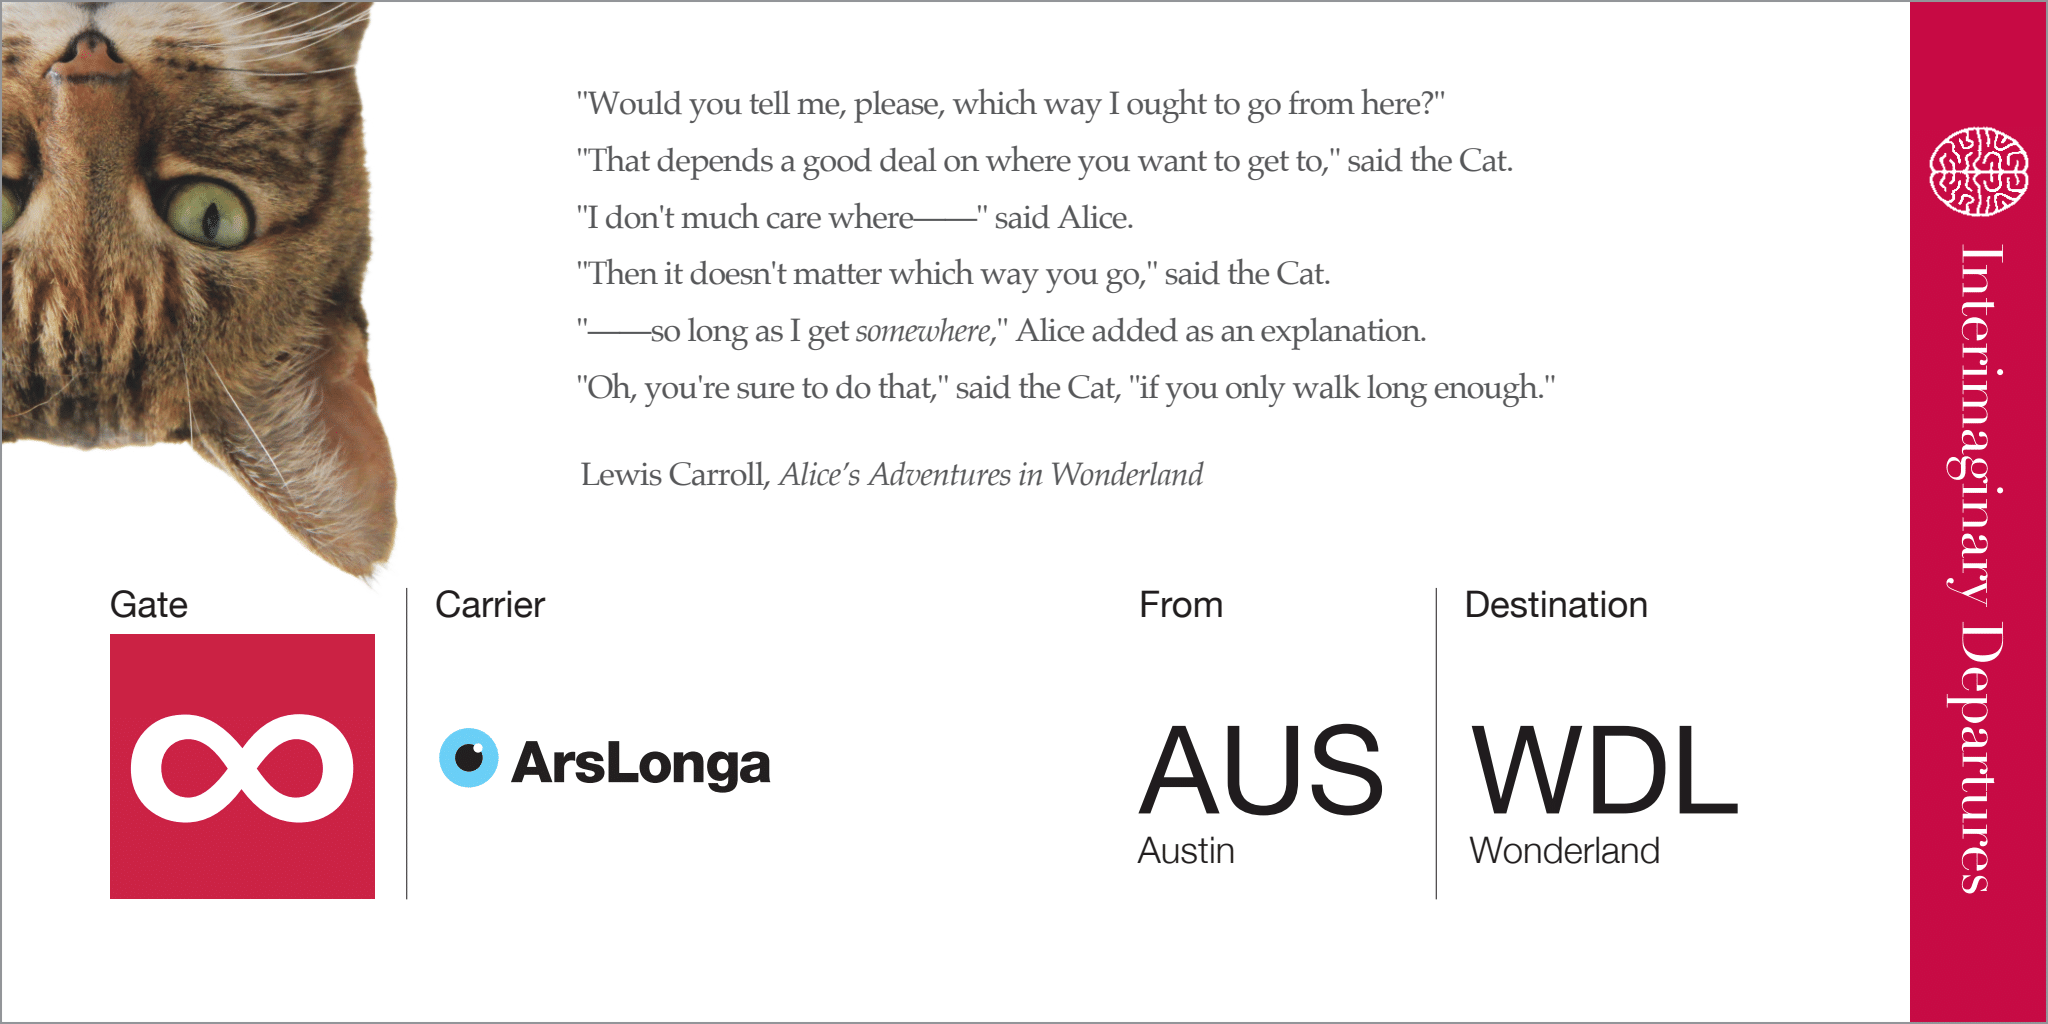 "Would you tell me, please, which way I ought to go from here?"
"That depends a good deal on where you want to get to," said the Cat.
"I don't much care where——" said Alice.
"Then it doesn't matter which way you go," said the Cat.
"——so long as I get somewhere," Alice added as an explanation.
"Oh, you're sure to do that," said the Cat, "if you only walk long enough."
Lewis Carroll, Alice’s Adventures in Wonderland
Gate
∞
Carrier
ArsLonga
From
AUS
Austin
Destination
WDL
Wonderland
Interimaginary Departures